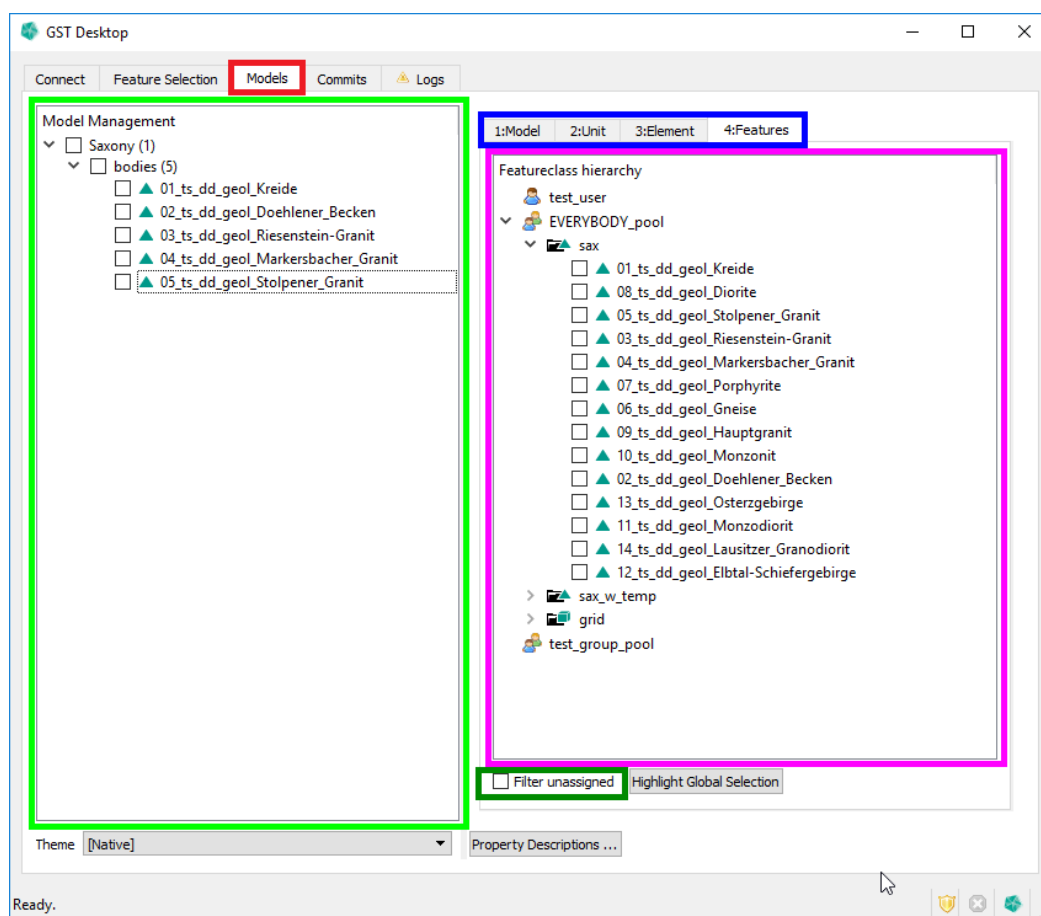 GST Desktop
Connect Feature Selection Models Commits Logs
Model Management
Saxony (1)
bodies (5)
01_ts_dd_geol_Kreide
02_ts_dd_geol_Doehlener_Becken
03_ts_dd_geol_Riesenstein-Granit
04_ts_dd_geol_Markersbacher_Granit
05_ts_dd_geol_Stolpener_Granit
1:Model 2:Unit 3:Element 4:Features
Featureclass hierarchy
test_user
EVERYBODY_pool
sax
01_ts_dd_geol_Kreide
08_ts_dd_geol_Diorite
05_ts_dd_geol_Stolpener_Granit
03_ts_dd_geol_Riesenstein-Granit
04_ts_dd_geol_Markersbacher_Granit
07_ts_dd_geol_Porphyrite
06_ts_dd_geol_Gneise
09_ts_dd_geol_Hauptgranit
10_ts_dd_geol_Monzonit
02_ts_dd_geol_Doehlener_Becken
13_ts_dd_geol_Osterzgebirge
11_ts_dd_geol_Monzodiorit
14_ts_dd_geol_Lausitzer_Granodiorit
12_ts_dd_geol_Elbtal-Schiefergebirge
sax_w_temp
grid
test_group_pool
Filter unassigned Highlight Global Selection
Theme [Native] Property Descriptions ...
Ready.